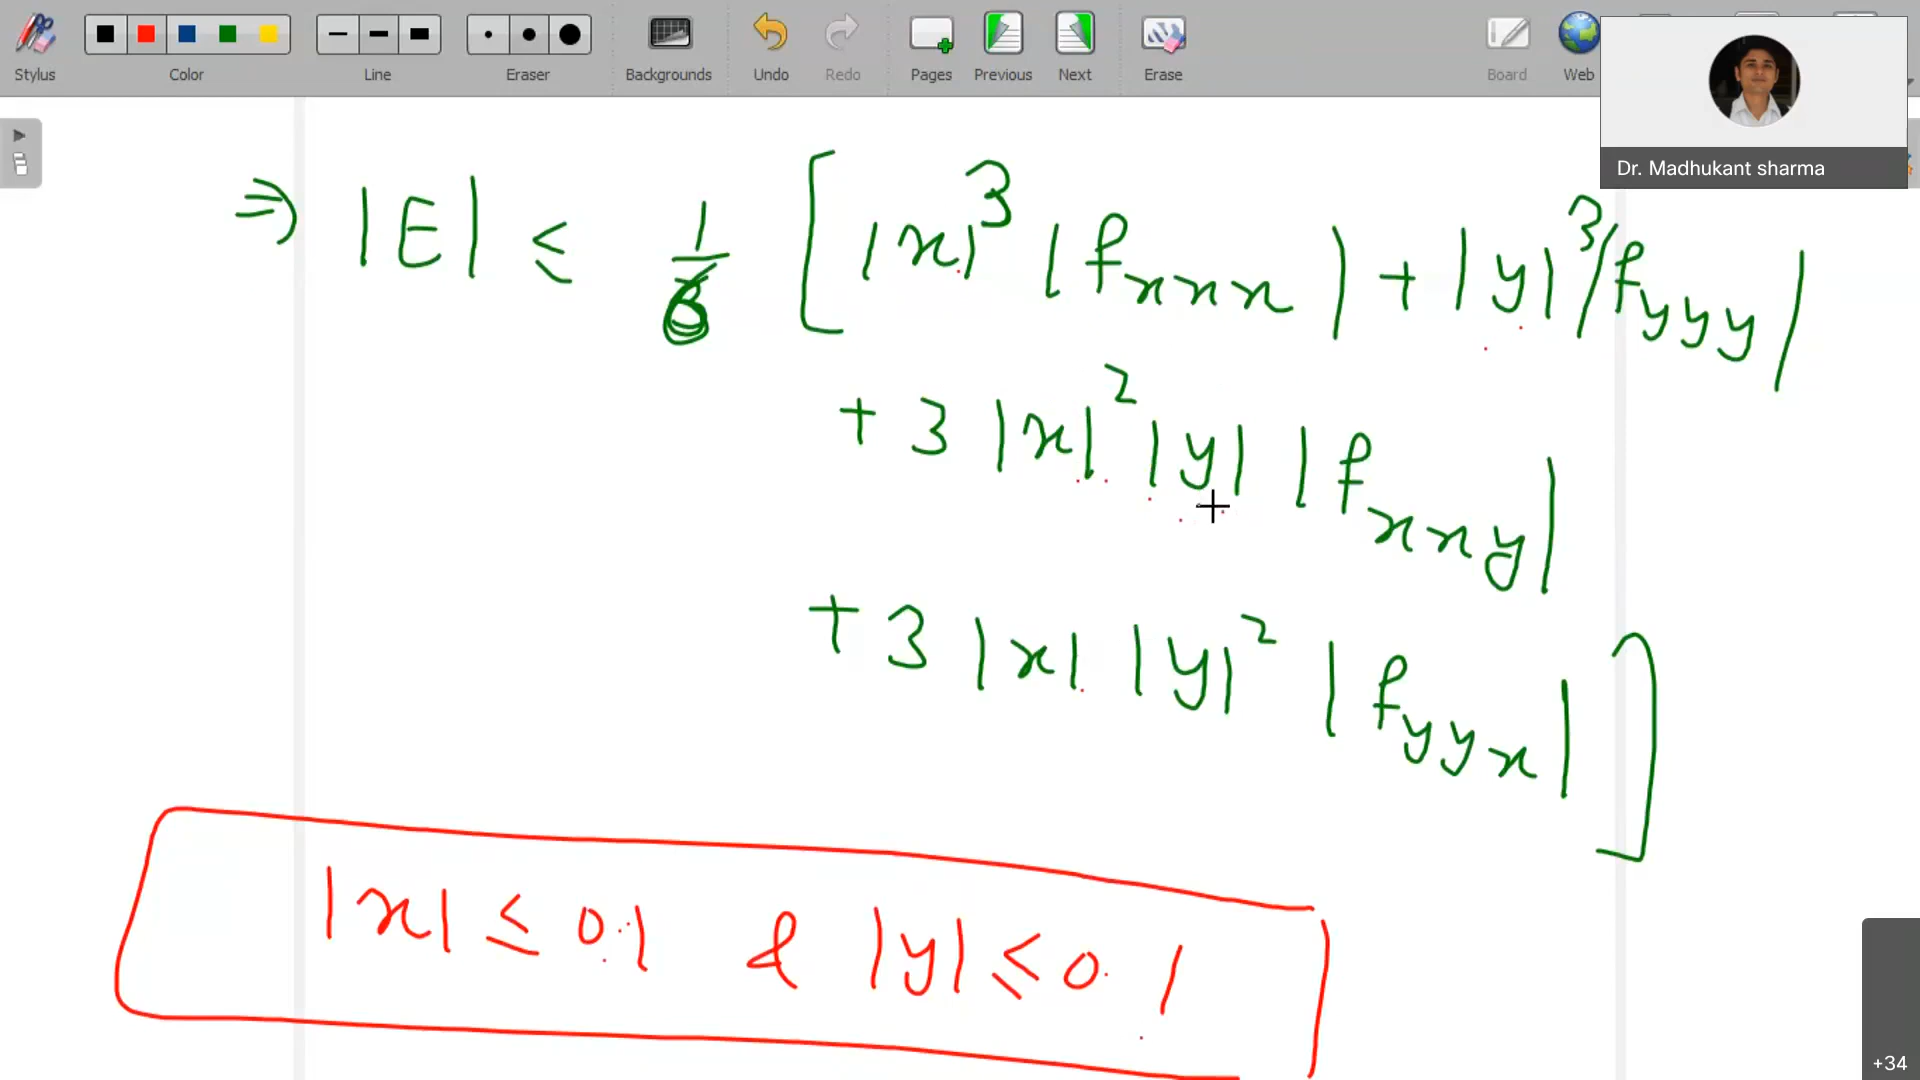 Stylus Color Line Eraser Backgrounds Undo Redo Pages Previous Next Erase Board Web
Dr. Madhukant sharma
⇒ |E| ≤ 1/6 [ |x|³ |fxxx| + |y|³ |fyyy|
+ 3 |x|² |y| |fxxy|
+ 3 |x| |y|² |fyyx| ]
|x| ≤ 0.1 & |y| ≤ 0.1
+34